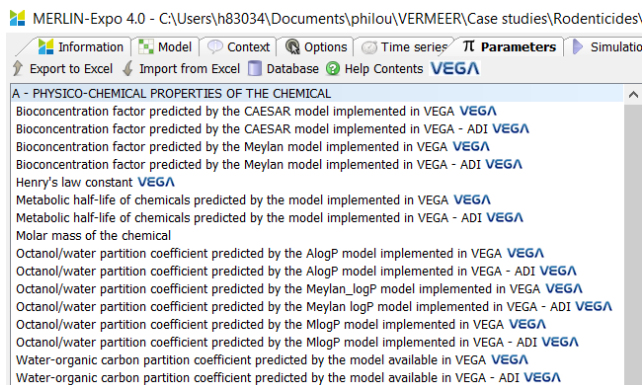 MERLIN-Expo 4.0 - C:\Users\h83034\Documents\philou\VERMEER\Case studies\Rodenticides\
Information Model Context Options Time series π Parameters Simulatio
Export to Excel Import from Excel Database Help Contents VEGA
A - PHYSICO-CHEMICAL PROPERTIES OF THE CHEMICAL
Bioconcentration factor predicted by the CAESAR model implemented in VEGA VEGA
Bioconcentration factor predicted by the CAESAR model implemented in VEGA - ADI VEGA
Bioconcentration factor predicted by the Meylan model implemented in VEGA VEGA
Bioconcentration factor predicted by the Meylan model implemented in VEGA - ADI VEGA
Henry's law constant VEGA
Metabolic half-life of chemicals predicted by the model implemented in VEGA VEGA
Metabolic half-life of chemicals predicted by the model implemented in VEGA - ADI VEGA
Molar mass of the chemical
Octanol/water partition coefficient predicted by the AlogP model implemented in VEGA VEGA
Octanol/water partition coefficient predicted by the AlogP model implemented in VEGA - ADI VEGA
Octanol/water partition coefficient predicted by the Meylan_logP model implemented in VEGA VEGA
Octanol/water partition coefficient predicted by the Meylan logP model implemented in VEGA - ADI VEGA
Octanol/water partition coefficient predicted by the MlogP model implemented in VEGA VEGA
Octanol/water partition coefficient predicted by the MlogP model implemented in VEGA - ADI VEGA
Water-organic carbon partition coefficient predicted by the model available in VEGA VEGA
Water-organic carbon partition coefficient predicted by the model available in VEGA - ADI VEGA